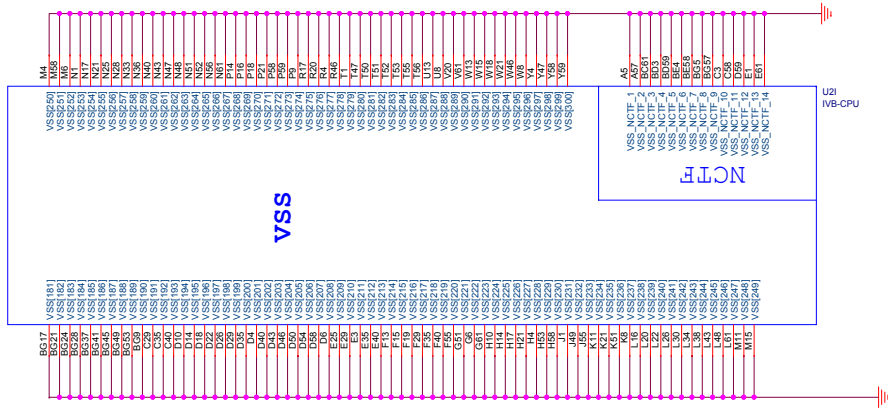 M4
M58
M6
N1
N17
N21
N25
N28
N33
N36
N40
N43
N47
N48
N51
N52
N56
N61
P14
P16
P18
P21
P58
P59
P9
R17
R20
R4
R46
T1
T47
T50
T51
T52
T53
T55
T56
U13
U8
V20
V61
W13
W15
W18
W21
W46
W8
Y4
Y47
Y58
Y59
A5
A57
BC61
BD3
BD59
BE4
BE58
BG5
BG57
C3
C58
D59
E1
E61
U2I
IVB-CPU
VSS[250]
VSS[251]
VSS[252]
VSS[253]
VSS[254]
VSS[255]
VSS[256]
VSS[257]
VSS[258]
VSS[259]
VSS[260]
VSS[261]
VSS[262]
VSS[263]
VSS[264]
VSS[265]
VSS[266]
VSS[267]
VSS[268]
VSS[269]
VSS[270]
VSS[271]
VSS[272]
VSS[273]
VSS[274]
VSS[275]
VSS[276]
VSS[277]
VSS[278]
VSS[279]
VSS[280]
VSS[281]
VSS[282]
VSS[283]
VSS[284]
VSS[285]
VSS[286]
VSS[287]
VSS[288]
VSS[289]
VSS[290]
VSS[291]
VSS[292]
VSS[293]
VSS[294]
VSS[295]
VSS[296]
VSS[297]
VSS[298]
VSS[299]
VSS[300]
VSS_NCTF_1
VSS_NCTF_2
VSS_NCTF_3
VSS_NCTF_4
VSS_NCTF_5
VSS_NCTF_6
VSS_NCTF_7
VSS_NCTF_8
VSS_NCTF_9
VSS_NCTF_10
VSS_NCTF_11
VSS_NCTF_12
VSS_NCTF_13
VSS_NCTF_14
NCTF
VSS
VSS[181]
VSS[182]
VSS[183]
VSS[184]
VSS[185]
VSS[186]
VSS[187]
VSS[188]
VSS[189]
VSS[190]
VSS[191]
VSS[192]
VSS[193]
VSS[194]
VSS[195]
VSS[196]
VSS[197]
VSS[198]
VSS[199]
VSS[200]
VSS[201]
VSS[202]
VSS[203]
VSS[204]
VSS[205]
VSS[206]
VSS[207]
VSS[208]
VSS[209]
VSS[210]
VSS[211]
VSS[212]
VSS[213]
VSS[214]
VSS[215]
VSS[216]
VSS[217]
VSS[218]
VSS[219]
VSS[220]
VSS[221]
VSS[222]
VSS[223]
VSS[224]
VSS[225]
VSS[226]
VSS[227]
VSS[228]
VSS[229]
VSS[230]
VSS[231]
VSS[232]
VSS[233]
VSS[234]
VSS[235]
VSS[236]
VSS[237]
VSS[238]
VSS[239]
VSS[240]
VSS[241]
VSS[242]
VSS[243]
VSS[244]
VSS[245]
VSS[246]
VSS[247]
VSS[248]
VSS[249]
BG17
BG21
BG24
BG28
BG37
BG41
BG45
BG49
BG53
BG9
C29
C35
C40
D10
D14
D18
D22
D26
D29
D35
D4
D40
D43
D46
D50
D54
D58
D6
E25
E29
E3
E35
E40
F13
F15
F19
F29
F35
F40
F55
G51
G6
G61
H10
H14
H17
H21
H4
H53
H58
J1
J49
J55
K11
K21
K51
K8
L16
L20
L22
L26
L30
L34
L38
L43
L48
L61
M11
M15